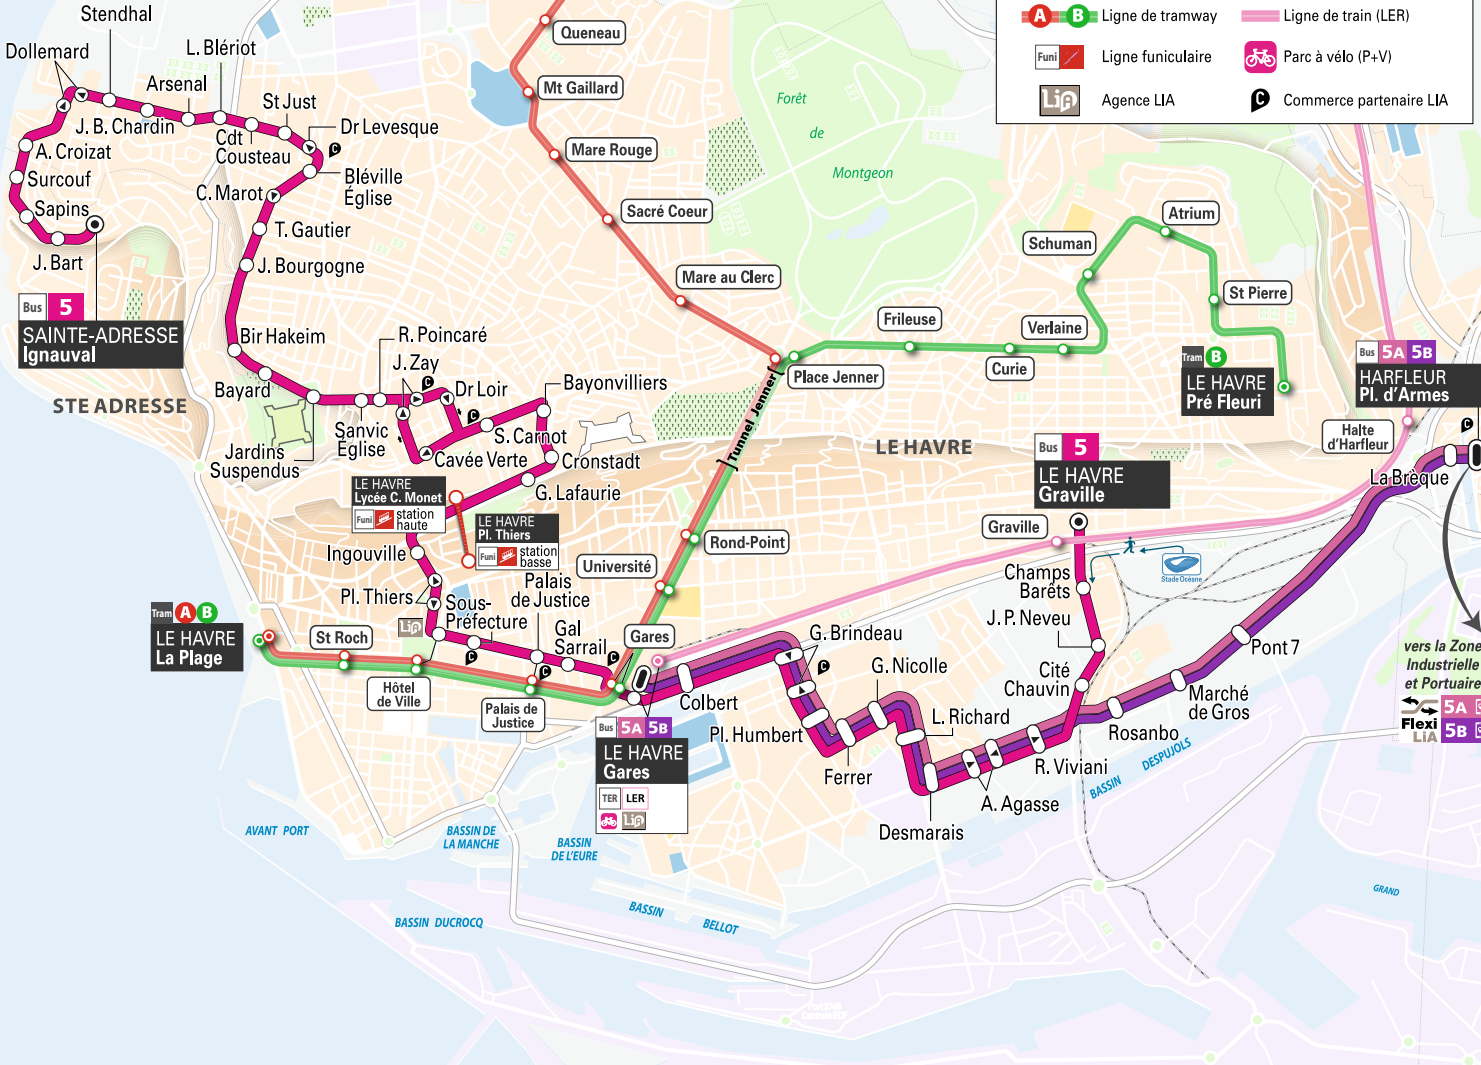 Stendhal
Dollemard
L. Blériot
Arsenal
St Just
J. B. Chardin
Cdt
Cousteau
Dr Levesque
A. Croizat
Surcouf
Sapins
J. Bart
C. Marot
Bléville
Église
T. Gautier
J. Bourgogne
Bus 5
SAINTE-ADRESSE
Ignauval
STE ADRESSE
Bir Hakeim
Bayard
R. Poincaré
J. Zay
Dr Loir
Bayonvilliers
Jardins
Suspendus
Sanvic
Eglise
Cavée Verte
S. Carnot
Cronstadt
G. Lafaurie
LE HAVRE
Lycée C. Monet
Funi
station
haute
LE HAVRE
Pl. Thiers
Funi
station
basse
Ingouville
Pl. Thiers
Sous-
Préfecture
Palais
de Justice
Gal
Sarrail
LiA
Tram A B
LE HAVRE
La Plage
St Roch
Hôtel
de Ville
Palais de
Justice
Gares
Université
Rond-Point
Tunnel Jenner
Place Jenner
Queneau
Mt Gaillard
Mare Rouge
Sacré Coeur
Mare au Clerc
Forêt
de
Montgeon
Frileuse
Curie
Verlaine
Schuman
Atrium
St Pierre
Tram B
LE HAVRE
Pré Fleuri
A B Ligne de tramway
Ligne de train (LER)
Funi Ligne funiculaire
Parc à vélo (P+V)
LiA Agence LIA
C Commerce partenaire LIA
LE HAVRE
Bus 5
LE HAVRE
Graville
Graville
Champs
Barêts
J. P. Neveu
Cité
Chauvin
Stade Océane
Bus 5A 5B
HARFLEUR
Pl. d'Armes
Halte
d'Harfleur
La Brèque
Pont 7
Marché
de Gros
Rosanbo
R. Viviani
A. Agasse
Desmarais
L. Richard
G. Nicolle
Ferrer
Pl. Humbert
G. Brindeau
Colbert
Bus 5A 5B
LE HAVRE
Gares
TER LER
LiA
vers la Zone
Industrielle
et Portuaire
Flexi
LiA
5A
5B
AVANT PORT
BASSIN DE
LA MANCHE
BASSIN
DE L'EURE
BASSIN DUCROCQ
BASSIN BELLOT
BASSIN DESPUJOLS
GRAND